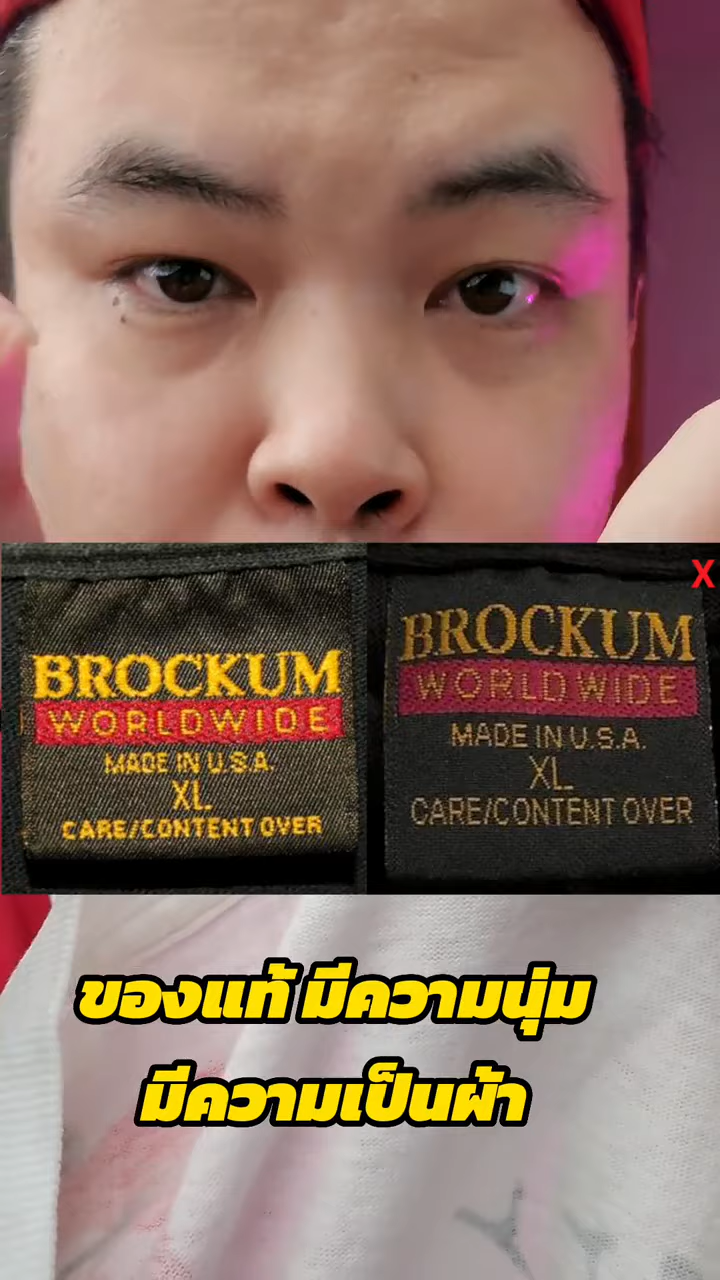 X
BROCKUM
WORLDWIDE
MADE IN U.S.A.
XL
CARE/CONTENT OVER
BROCKUM
WORLDWIDE
MADE IN U.S.A.
XL
CARE/CONTENT OVER
ของแท้ มีความนุ่ม
มีความเป็นผ้า